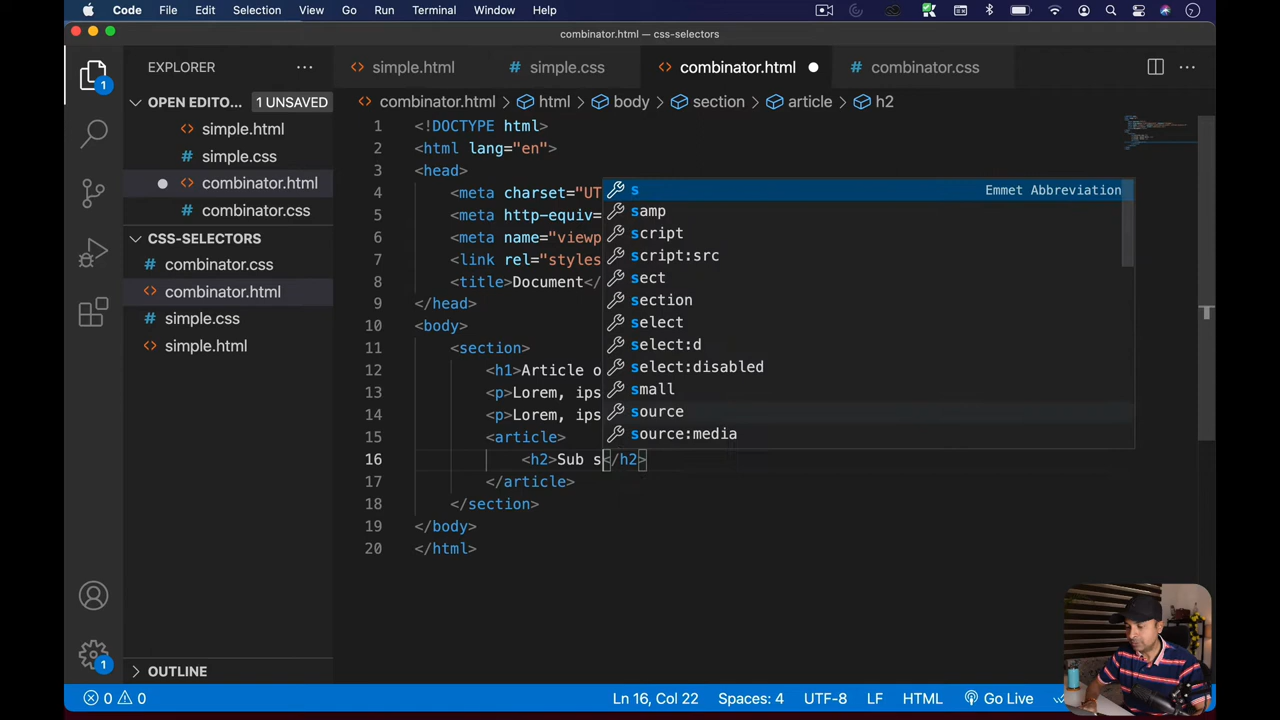 Code File Edit Selection View Go Run Terminal Window Help
combinator.html — css-selectors
EXPLORER
simple.html
simple.css
combinator.html
combinator.css
OPEN EDITO... 1 UNSAVED
simple.html
simple.css
combinator.html
combinator.css
CSS-SELECTORS
combinator.css
combinator.html
simple.css
simple.html
OUTLINE
combinator.html > html > body > section > article > h2
1 <!DOCTYPE html>
2 <html lang="en">
3 <head>
4 <meta charset="UT
5 <meta http-equiv=
6 <meta name="viewp
7 <link rel="styles
8 <title>Document</
9 </head>
10 <body>
11 <section>
12 <h1>Article o
13 <p>Lorem, ips
14 <p>Lorem, ips
15 <article>
16 <h2>Sub s</h2>
17 </article>
18 </section>
19 </body>
20 </html>
s Emmet Abbreviation
samp
script
script:src
sect
section
select
select:d
select:disabled
small
source
source:media
1
1
0 0 Ln 16, Col 22 Spaces: 4 UTF-8 LF HTML Go Live